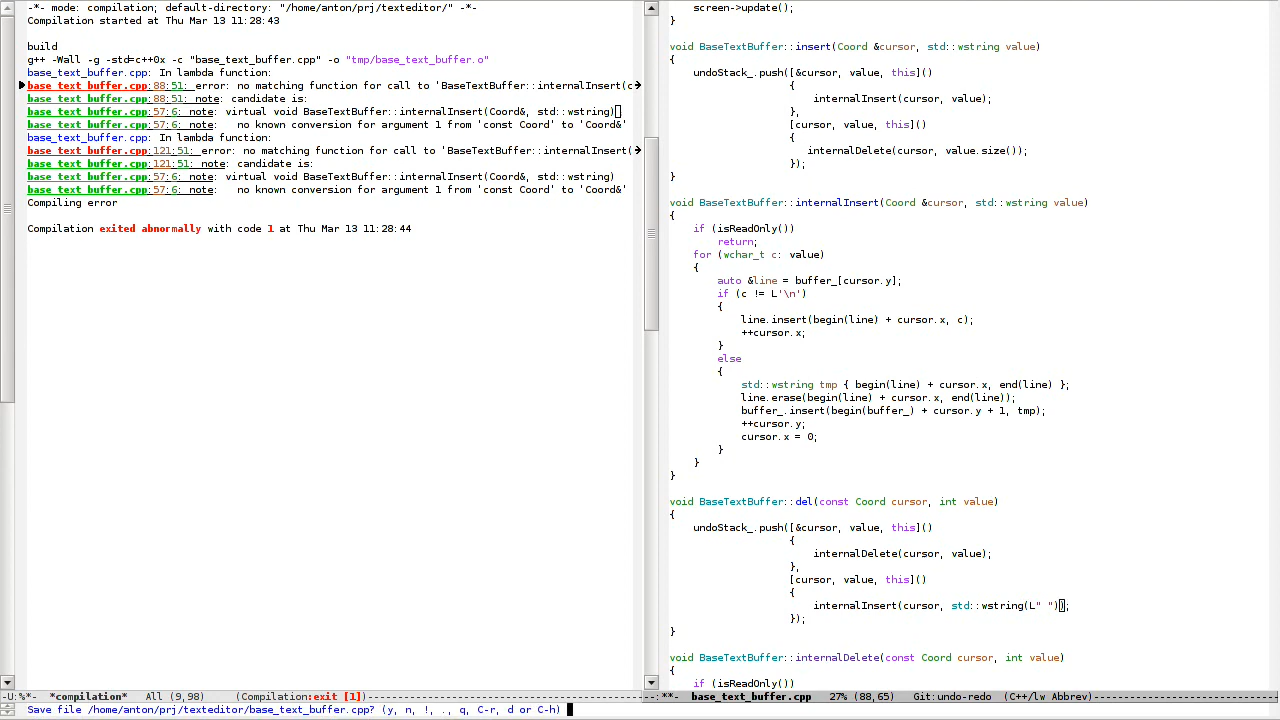 -*- mode: compilation; default-directory: "/home/anton/prj/texteditor/" -*-
Compilation started at Thu Mar 13 11:28:43

build
g++ -Wall -g -std=c++0x -c "base_text_buffer.cpp" -o "tmp/base_text_buffer.o"
base_text_buffer.cpp: In lambda function:
base_text_buffer.cpp:88:51: error: no matching function for call to 'BaseTextBuffer::internalInsert(c
base_text_buffer.cpp:88:51: note: candidate is:
base_text_buffer.cpp:57:6: note: virtual void BaseTextBuffer::internalInsert(Coord&, std::wstring)
base_text_buffer.cpp:57:6: note:   no known conversion for argument 1 from 'const Coord' to 'Coord&'
base_text_buffer.cpp: In lambda function:
base_text_buffer.cpp:121:51: error: no matching function for call to 'BaseTextBuffer::internalInsert(
base_text_buffer.cpp:121:51: note: candidate is:
base_text_buffer.cpp:57:6: note: virtual void BaseTextBuffer::internalInsert(Coord&, std::wstring)
base_text_buffer.cpp:57:6: note:   no known conversion for argument 1 from 'const Coord' to 'Coord&'
Compiling error

Compilation exited abnormally with code 1 at Thu Mar 13 11:28:44
-U:%*-  *compilation*   All (9,98)     (Compilation:exit [1])
    screen->update();
}

void BaseTextBuffer::insert(Coord &cursor, std::wstring value)
{
    undoStack_.push([&cursor, value, this]()
                    {
                        internalInsert(cursor, value);
                    },
                    [cursor, value, this]()
                    {
                       internalDelete(cursor, value.size());
                    });
}

void BaseTextBuffer::internalInsert(Coord &cursor, std::wstring value)
{
    if (isReadOnly())
        return;
    for (wchar_t c: value)
    {
        auto &line = buffer_[cursor.y];
        if (c != L'\n')
        {
            line.insert(begin(line) + cursor.x, c);
            ++cursor.x;
        }
        else
        {
            std::wstring tmp { begin(line) + cursor.x, end(line) };
            line.erase(begin(line) + cursor.x, end(line));
            buffer_.insert(begin(buffer_) + cursor.y + 1, tmp);
            ++cursor.y;
            cursor.x = 0;
        }
    }
}

void BaseTextBuffer::del(const Coord cursor, int value)
{
    undoStack_.push([&cursor, value, this]()
                    {
                        internalDelete(cursor, value);
                    },
                    [cursor, value, this]()
                    {
                        internalInsert(cursor, std::wstring(L" "));
                    });
}

void BaseTextBuffer::internalDelete(const Coord cursor, int value)
{
    if (isReadOnly())
-:**-  base_text_buffer.cpp   27% (88,65)   Git:undo-redo  (C++/lw Abbrev)
Save file /home/anton/prj/texteditor/base_text_buffer.cpp? (y, n, !, ., q, C-r, d or C-h)